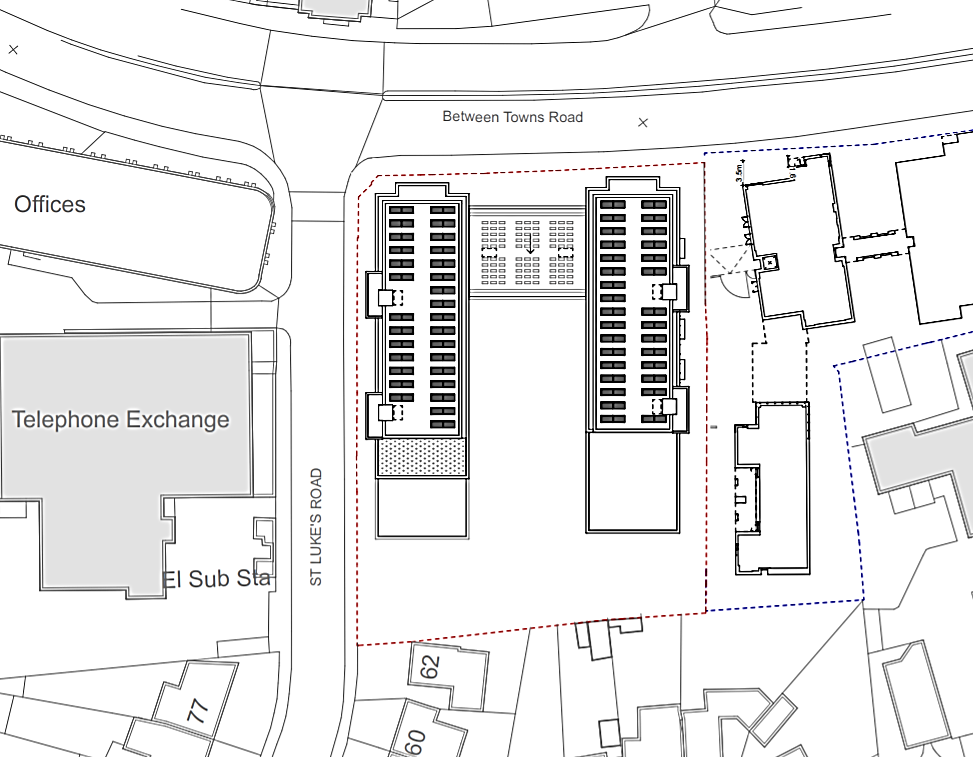 Between Towns Road
3.5m
Offices
Telephone Exchange
ST LUKE'S ROAD
El Sub Sta
62
77
60